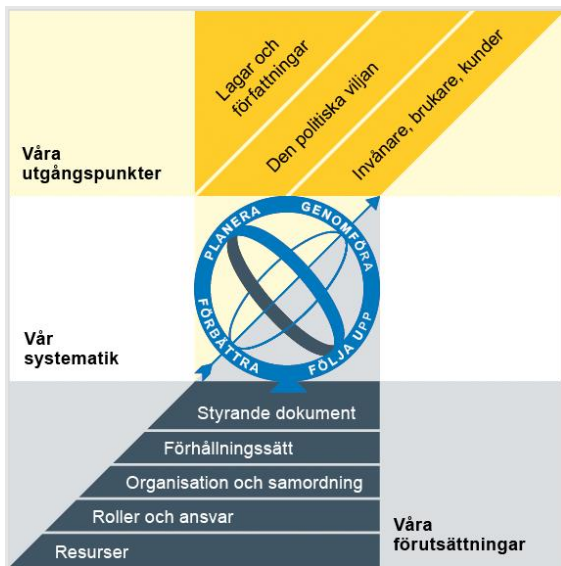 Lagar och
författningar
Den politiska viljan
Invånare, brukare, kunder
Våra
utgångspunkter
PLANERA
GENOMFÖRA
FÖRBÄTTRA
FÖLJA UPP
Vår
systematik
Styrande dokument
Förhållningssätt
Organisation och samordning
Roller och ansvar
Resurser
Våra
förutsättningar